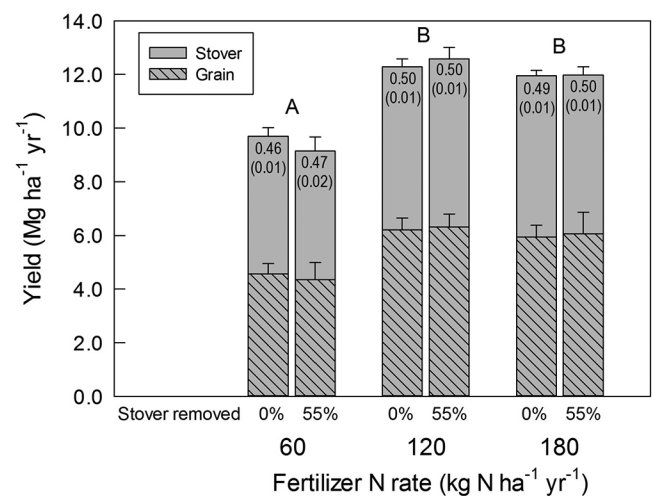 14.0
12.0
10.0
8.0
6.0
4.0
2.0
0.0
Yield (Mg ha⁻¹ yr⁻¹)
Stover
Grain
A
B
B
0.46
(0.01)
0.47
(0.02)
0.50
(0.01)
0.50
(0.01)
0.49
(0.01)
0.50
(0.01)
Stover removed 0% 55% 0% 55% 0% 55%
60 120 180
Fertilizer N rate (kg N ha⁻¹ yr⁻¹)